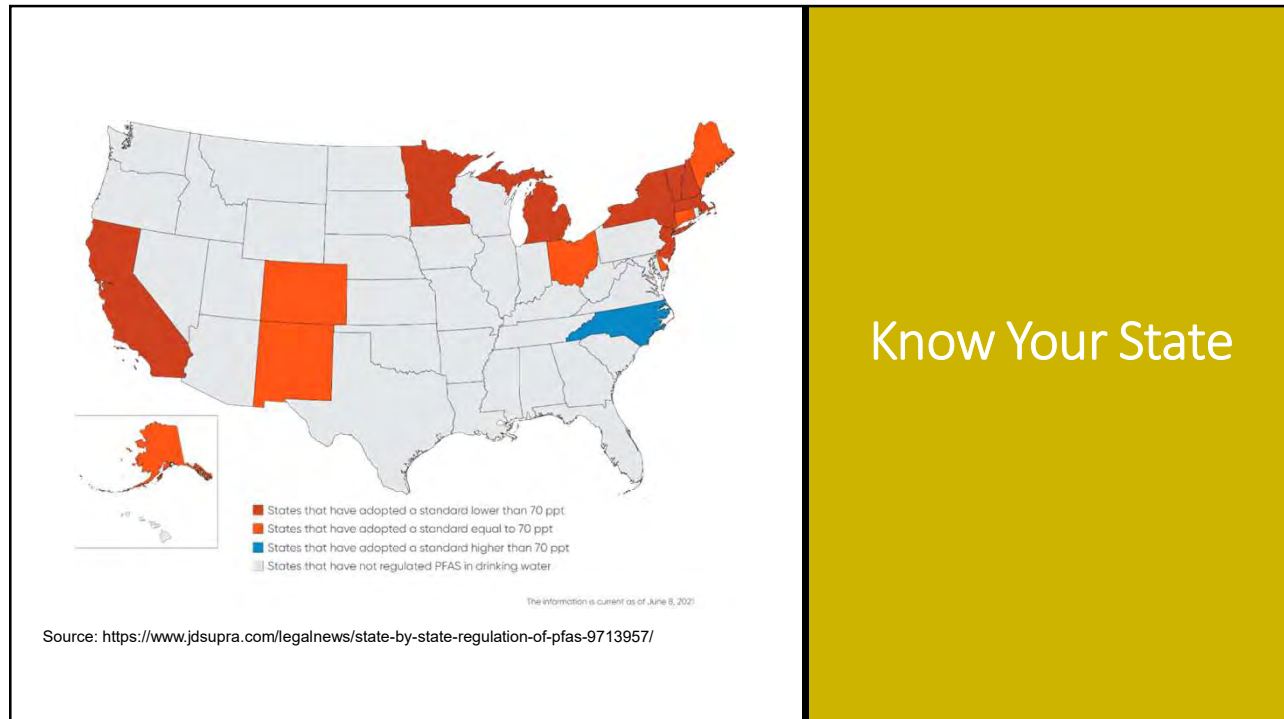 Know Your State
States that have adopted a standard lower than 70 ppt
States that have adopted a standard equal to 70 ppt
States that have adopted a standard higher than 70 ppt
States that have not regulated PFAS in drinking water
The information is current as of June 8, 2021
Source: https://www.jdsupra.com/legalnews/state-by-state-regulation-of-pfas-9713957/